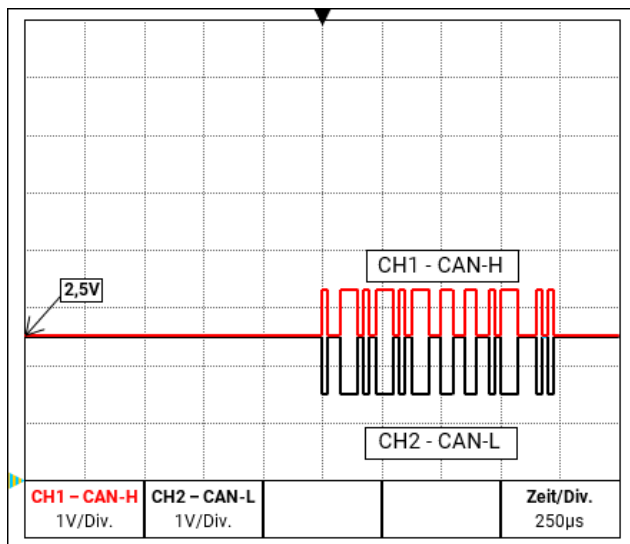 CH1 - CAN-H
2,5V
CH2 - CAN-L
CH1 – CAN-H
1V/Div.
CH2 – CAN-L
1V/Div.
Zeit/Div.
250µs